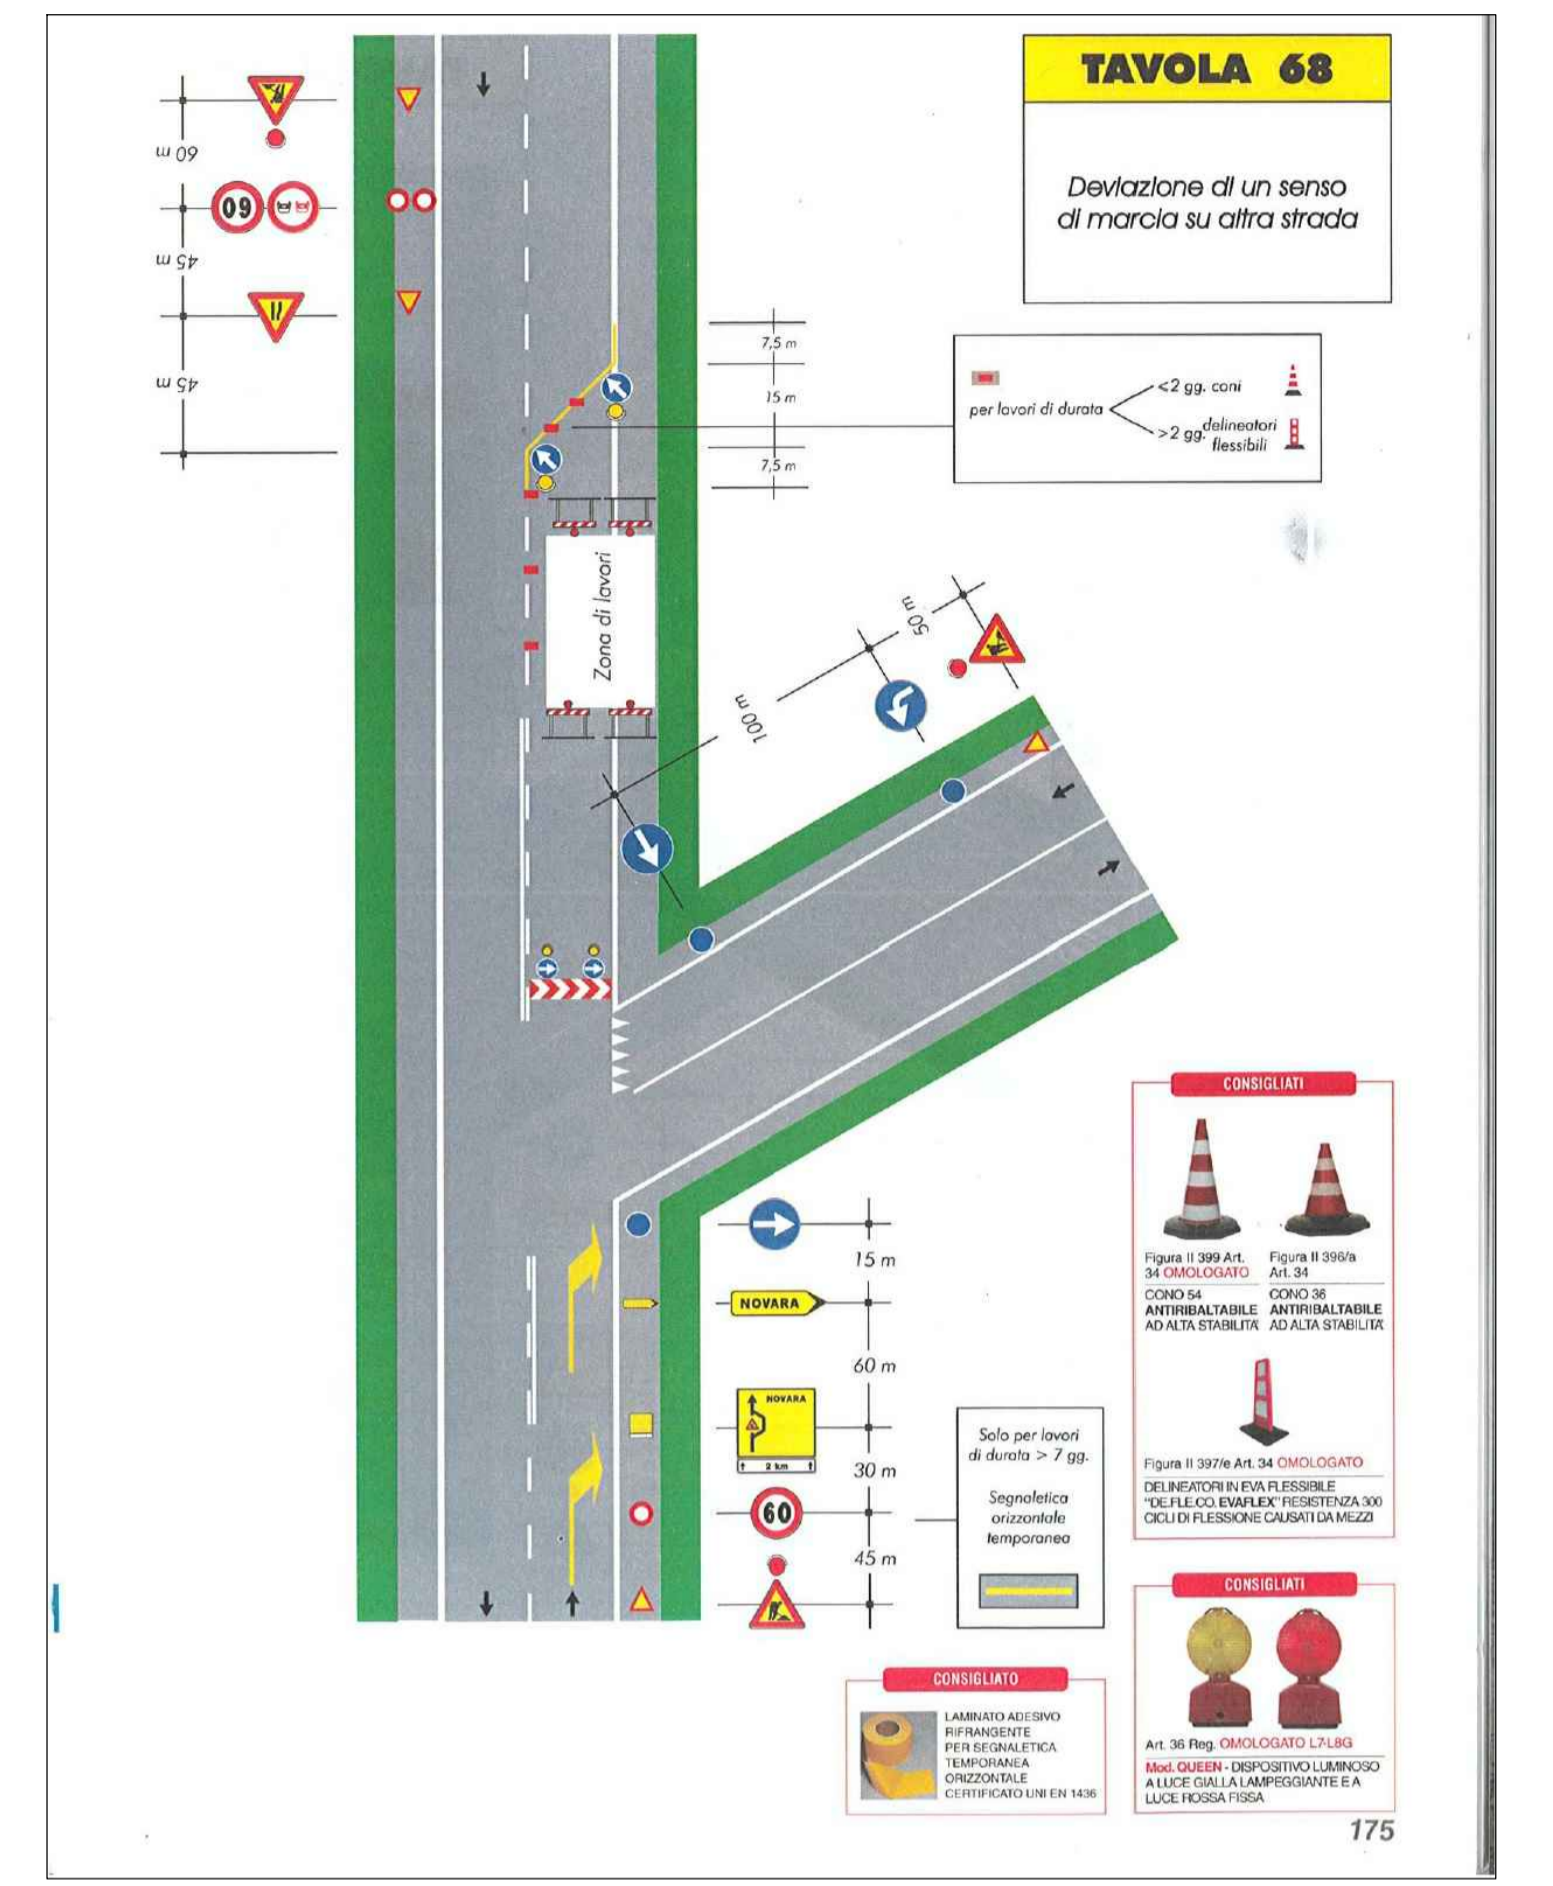 TAVOLA 68
Deviazione di un senso
di marcia su altra strada
60 m
60
45 m
45 m
7,5 m
15 m
7,5 m
per lavori di durata
<2 gg. coni
>2 gg. delineatori
flessibili
Zona di lavori
50 m
100 m
15 m
NOVARA
60 m
NOVARA
2 km
30 m
60
45 m
Solo per lavori
di durata > 7 gg.
Segnaletica
orizzontale
temporanea
CONSIGLIATI
Figura II 399 Art.
34 OMOLOGATO
CONO 54
ANTIRIBALTABILE
AD ALTA STABILITA'
Figura II 396/a
Art. 34
CONO 36
ANTIRIBALTABILE
AD ALTA STABILITA'
Figura II 397/e Art. 34 OMOLOGATO
DELINEATORI IN EVA FLESSIBILE
"DE.FLE.CO. EVAFLEX" RESISTENZA 300
CICLI DI FLESSIONE CAUSATI DA MEZZI
CONSIGLIATI
Art. 36 Reg. OMOLOGATO L7-L8G
Mod. QUEEN - DISPOSITIVO LUMINOSO
A LUCE GIALLA LAMPEGGIANTE E A
LUCE ROSSA FISSA
CONSIGLIATO
LAMINATO ADESIVO
RIFRANGENTE
PER SEGNALETICA
TEMPORANEA
ORIZZONTALE
CERTIFICATO UNI EN 1436
175